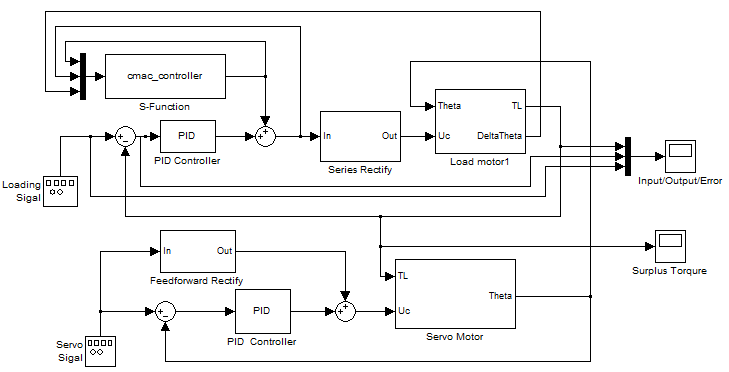 cmac_controller
S-Function
Theta
TL
Uc
DeltaTheta
Load motor1
PID
PID Controller
In
Out
Series Rectify
Loading
Sigal
Input/Output/Error
In
Out
Feedforward Rectify
Surplus Torqure
TL
Theta
Uc
Servo Motor
PID
PID Controller
Servo
Sigal